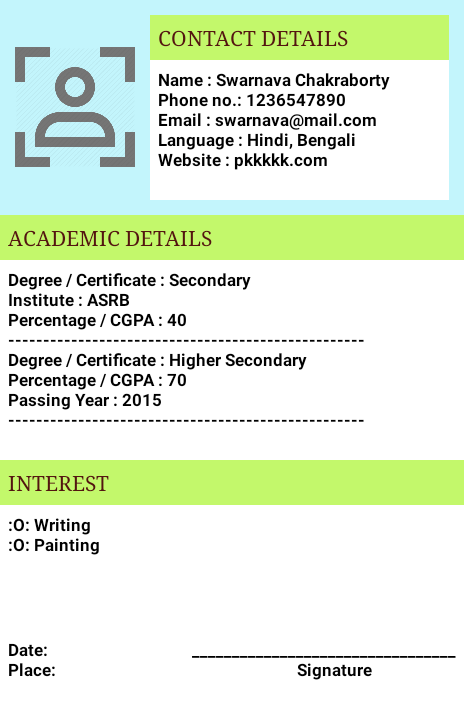 CONTACT DETAILS
Name : Swarnava Chakraborty
Phone no.: 1236547890
Email : swarnava@mail.com
Language : Hindi, Bengali
Website : pkkkkk.com
ACADEMIC DETAILS
Degree / Certificate : Secondary
Institute : ASRB
Percentage / CGPA : 40
---------------------------------------------------
Degree / Certificate : Higher Secondary
Percentage / CGPA : 70
Passing Year : 2015
---------------------------------------------------
INTEREST
:O: Writing
:O: Painting
Date: _________________________________
Place: Signature